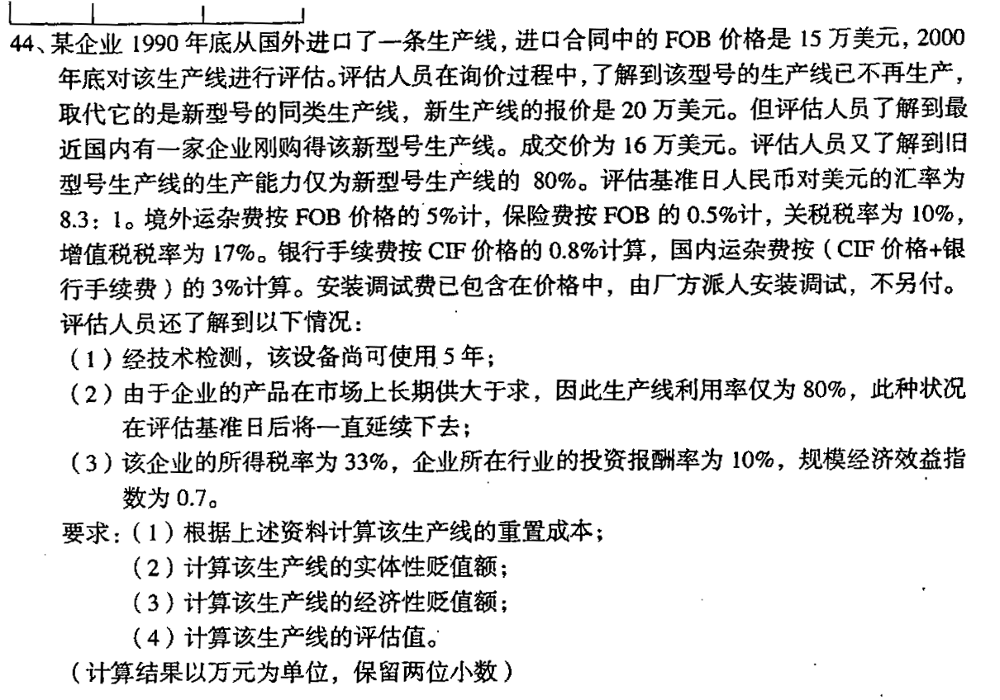 44、某企业 1990 年底从国外进口了一条生产线，进口合同中的 FOB 价格是 15 万美元，2000
年底对该生产线进行评估。评估人员在询价过程中，了解到该型号的生产线已不再生产，
取代它的是新型号的同类生产线，新生产线的报价是 20 万美元。但评估人员了解到最
近国内有一家企业刚购得该新型号生产线。成交价为 16 万美元。评估人员又了解到旧
型号生产线的生产能力仅为新型号生产线的 80%。评估基准日人民币对美元的汇率为
8.3：1。境外运杂费按 FOB 价格的 5%计，保险费按 FOB 的 0.5%计，关税税率为 10%，
增值税税率为 17%。银行手续费按 CIF 价格的 0.8%计算，国内运杂费按（CIF 价格+银
行手续费）的 3%计算。安装调试费已包含在价格中，由厂方派人安装调试，不另付。
评估人员还了解到以下情况：
（1）经技术检测，该设备尚可使用 5 年；
（2）由于企业的产品在市场上长期供大于求，因此生产线利用率仅为 80%，此种状况
在评估基准日后将一直延续下去；
（3）该企业的所得税率为 33%，企业所在行业的投资报酬率为 10%，规模经济效益指
数为 0.7。
要求：（1）根据上述资料计算该生产线的重置成本；
（2）计算该生产线的实体性贬值额；
（3）计算该生产线的经济性贬值额；
（4）计算该生产线的评估值。
（计算结果以万元为单位，保留两位小数）